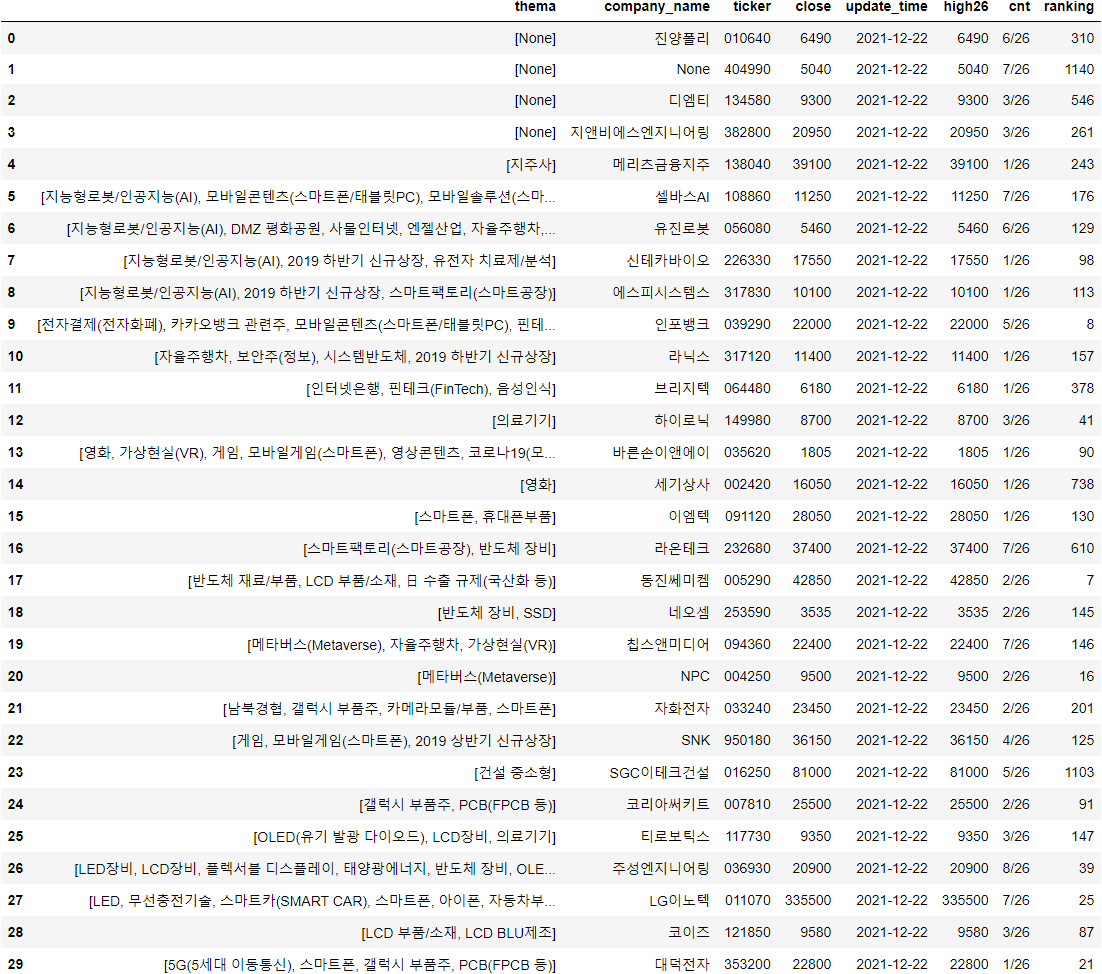 thema company_name ticker close update_time high26 cnt ranking
0 [None] 진양폴리 010640 6490 2021-12-22 6490 6/26 310
1 [None] None 404990 5040 2021-12-22 5040 7/26 1140
2 [None] 디엠티 134580 9300 2021-12-22 9300 3/26 546
3 [None] 지앤비에스엔지니어링 382800 20950 2021-12-22 20950 3/26 261
4 [지주사] 메리츠금융지주 138040 39100 2021-12-22 39100 1/26 243
5 [지능형로봇/인공지능(AI), 모바일콘텐츠(스마트폰/태블릿PC), 모바일솔루션(스마... 셀바스AI 108860 11250 2021-12-22 11250 7/26 176
6 [지능형로봇/인공지능(AI), DMZ 평화공원, 사물인터넷, 엔젤산업, 자율주행차,... 유진로봇 056080 5460 2021-12-22 5460 6/26 129
7 [지능형로봇/인공지능(AI), 2019 하반기 신규상장, 유전자 치료제/분석] 신테카바이오 226330 17550 2021-12-22 17550 1/26 98
8 [지능형로봇/인공지능(AI), 2019 하반기 신규상장, 스마트팩토리(스마트공장)] 에스피시스템스 317830 10100 2021-12-22 10100 1/26 113
9 [전자결제(전자화폐), 카카오뱅크 관련주, 모바일콘텐츠(스마트폰/태블릿PC), 핀테... 인포뱅크 039290 22000 2021-12-22 22000 5/26 8
10 [자율주행차, 보안주(정보), 시스템반도체, 2019 하반기 신규상장] 라닉스 317120 11400 2021-12-22 11400 1/26 157
11 [인터넷은행, 핀테크(FinTech), 음성인식] 브리지텍 064480 6180 2021-12-22 6180 1/26 378
12 [의료기기] 하이로닉 149980 8700 2021-12-22 8700 3/26 41
13 [영화, 가상현실(VR), 게임, 모바일게임(스마트폰), 영상콘텐츠, 코로나19(모... 바른손이앤에이 035620 1805 2021-12-22 1805 1/26 90
14 [영화] 세기상사 002420 16050 2021-12-22 16050 1/26 738
15 [스마트폰, 휴대폰부품] 이엠텍 091120 28050 2021-12-22 28050 1/26 130
16 [스마트팩토리(스마트공장), 반도체 장비] 라온테크 232680 37400 2021-12-22 37400 7/26 610
17 [반도체 재료/부품, LCD 부품/소재, 日 수출 규제(국산화 등)] 동진쎄미켐 005290 42850 2021-12-22 42850 2/26 7
18 [반도체 장비, SSD] 네오셈 253590 3535 2021-12-22 3535 2/26 145
19 [메타버스(Metaverse), 자율주행차, 가상현실(VR)] 칩스앤미디어 094360 22400 2021-12-22 22400 7/26 146
20 [메타버스(Metaverse)] NPC 004250 9500 2021-12-22 9500 2/26 16
21 [남북경협, 갤럭시 부품주, 카메라모듈/부품, 스마트폰] 자화전자 033240 23450 2021-12-22 23450 2/26 201
22 [게임, 모바일게임(스마트폰), 2019 상반기 신규상장] SNK 950180 36150 2021-12-22 36150 4/26 125
23 [건설 중소형] SGC이테크건설 016250 81000 2021-12-22 81000 5/26 1103
24 [갤럭시 부품주, PCB(FPCB 등)] 코리아써키트 007810 25500 2021-12-22 25500 2/26 91
25 [OLED(유기 발광 다이오드), LCD장비, 의료기기] 티로보틱스 117730 9350 2021-12-22 9350 3/26 147
26 [LED장비, LCD장비, 플렉서블 디스플레이, 태양광에너지, 반도체 장비, OLE... 주성엔지니어링 036930 20900 2021-12-22 20900 8/26 39
27 [LED, 무선충전기술, 스마트카(SMART CAR), 스마트폰, 아이폰, 자동차부... LG이노텍 011070 335500 2021-12-22 335500 7/26 25
28 [LCD 부품/소재, LCD BLU제조] 코이즈 121850 9580 2021-12-22 9580 3/26 87
29 [5G(5세대 이동통신), 스마트폰, 갤럭시 부품주, PCB(FPCB 등)] 대덕전자 353200 22800 2021-12-22 22800 1/26 21